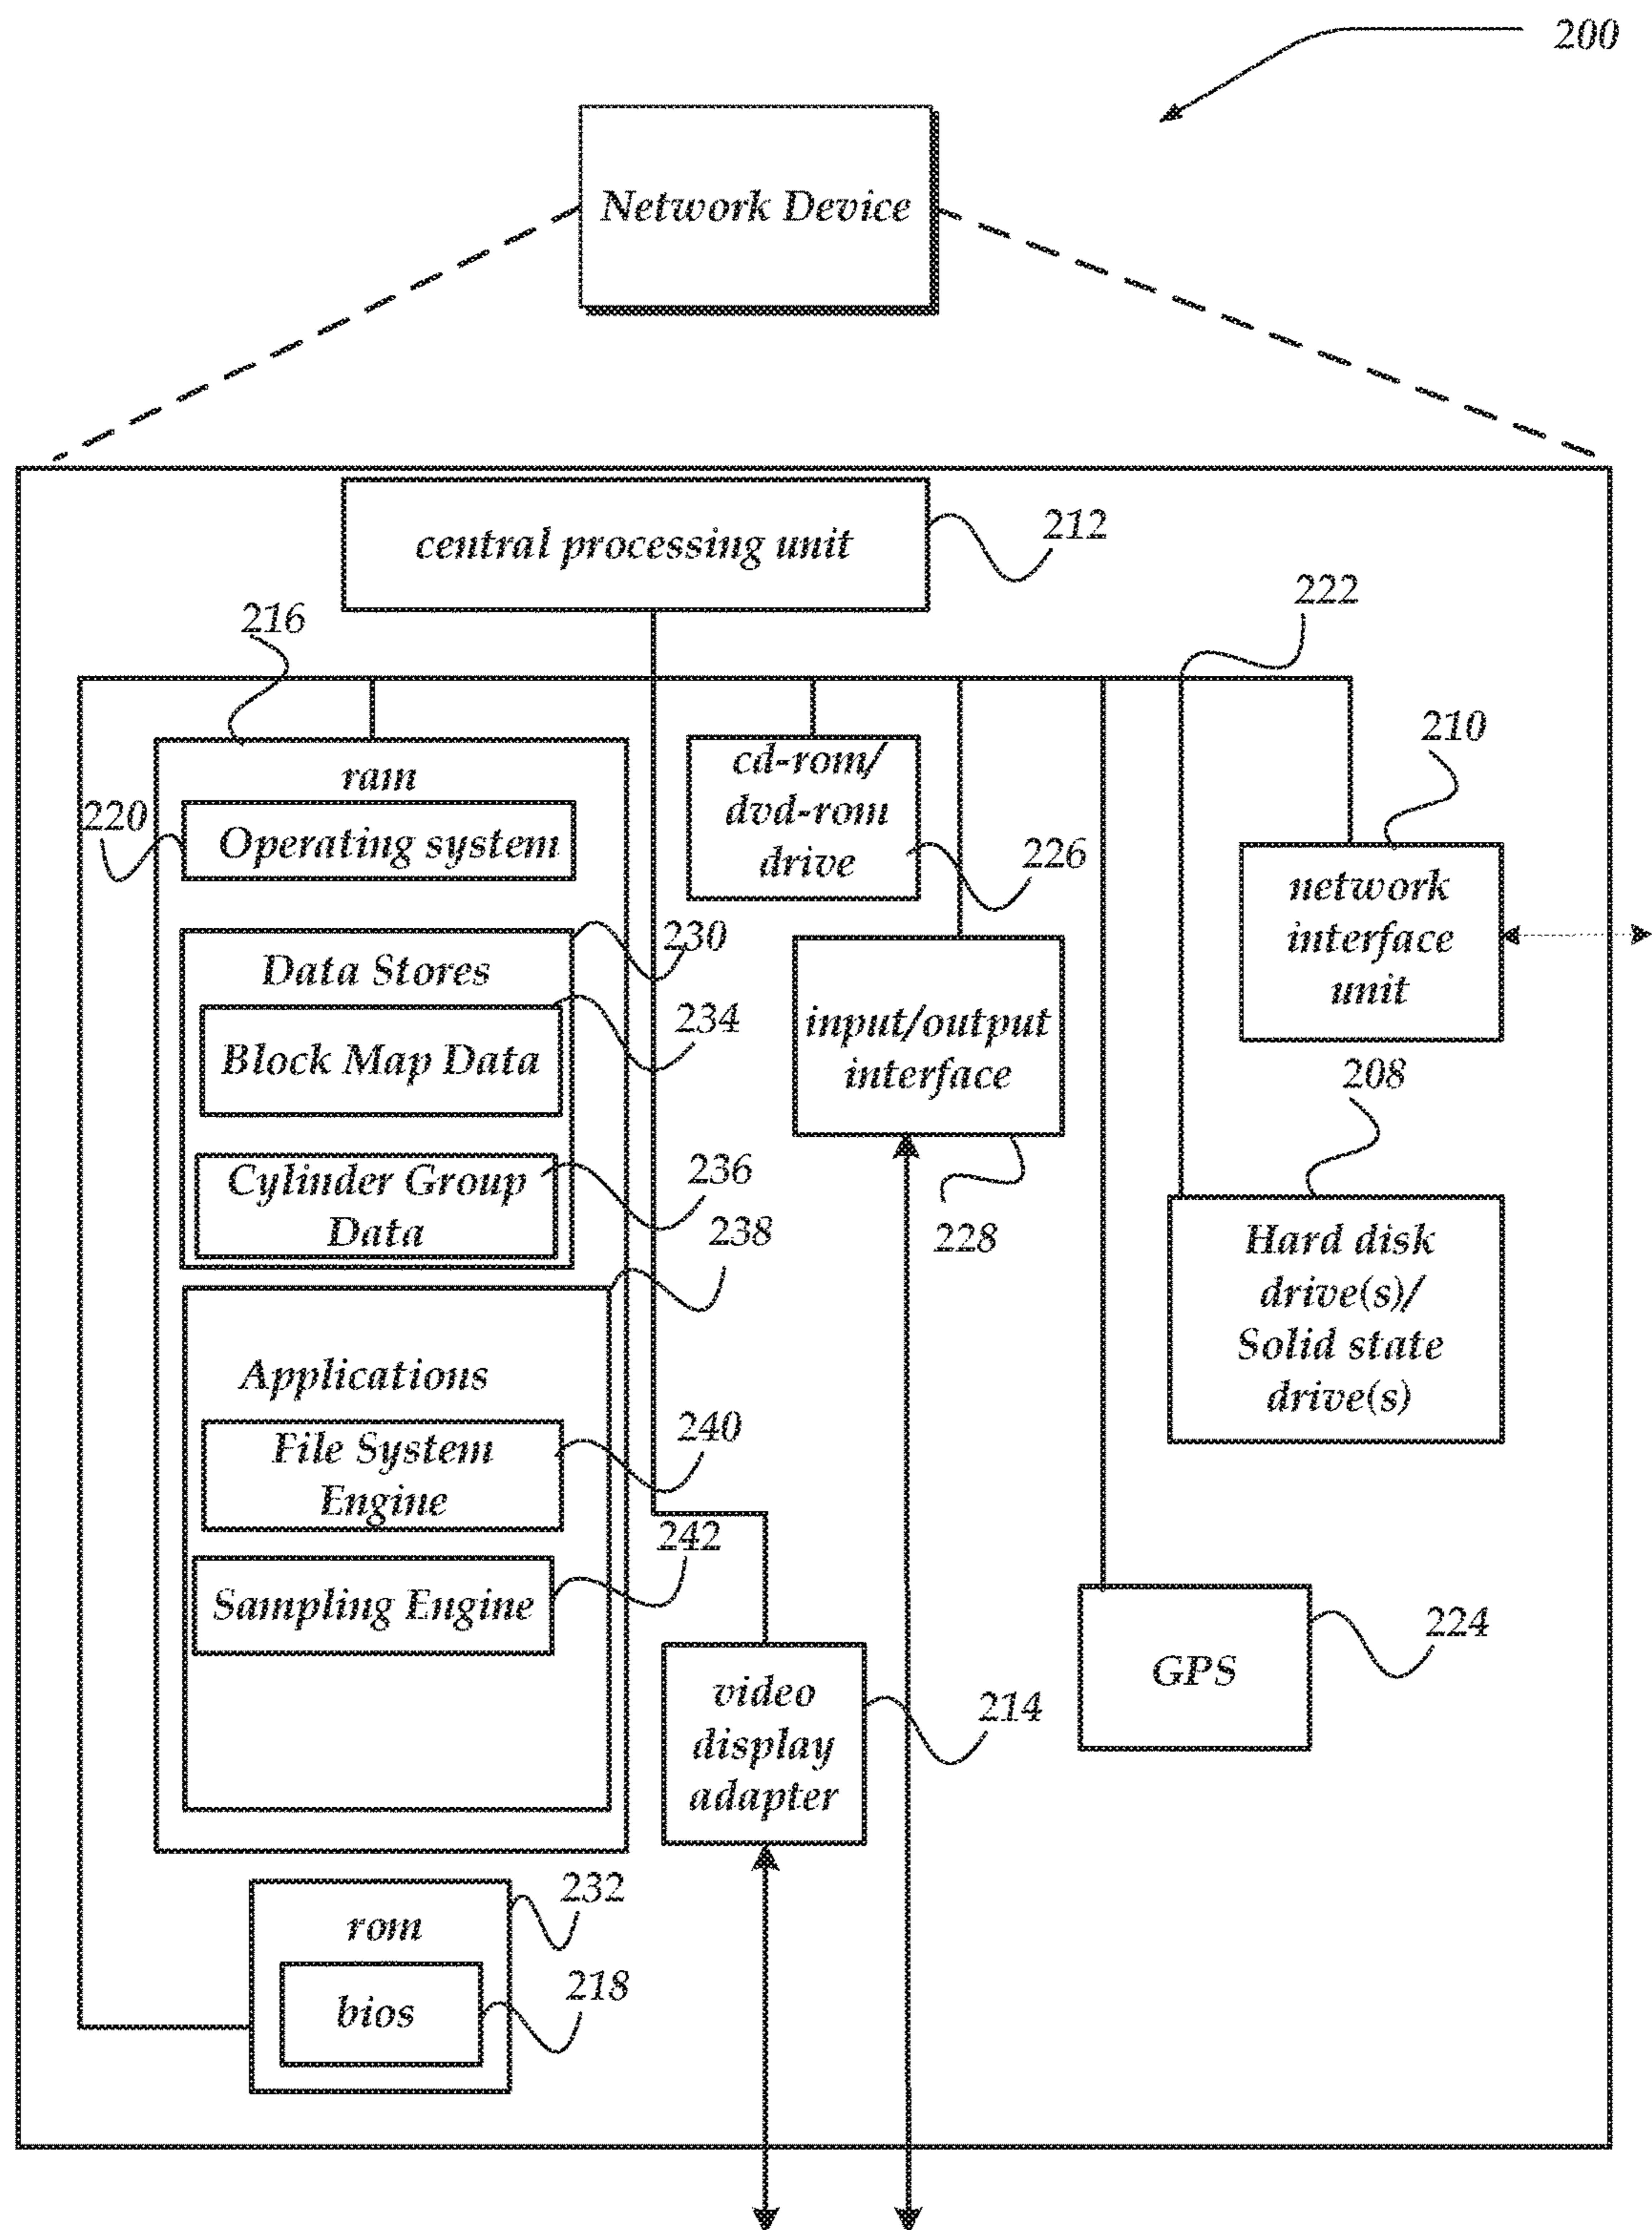 200
Network Device
central processing unit
212
222
216
210
ram
cd-rom/
dvd-rom
drive
220
Operating system
226
network
interface
unit
230
Data Stores
234
Block Map Data
input/output
interface
208
236
Cylinder Group
Data
238
228
Hard disk
drive(s)/
Solid state
drive(s)
Applications
240
File System
Engine
242
Sampling Engine
224
GPS
video
display
adapter
214
232
rom
218
bios